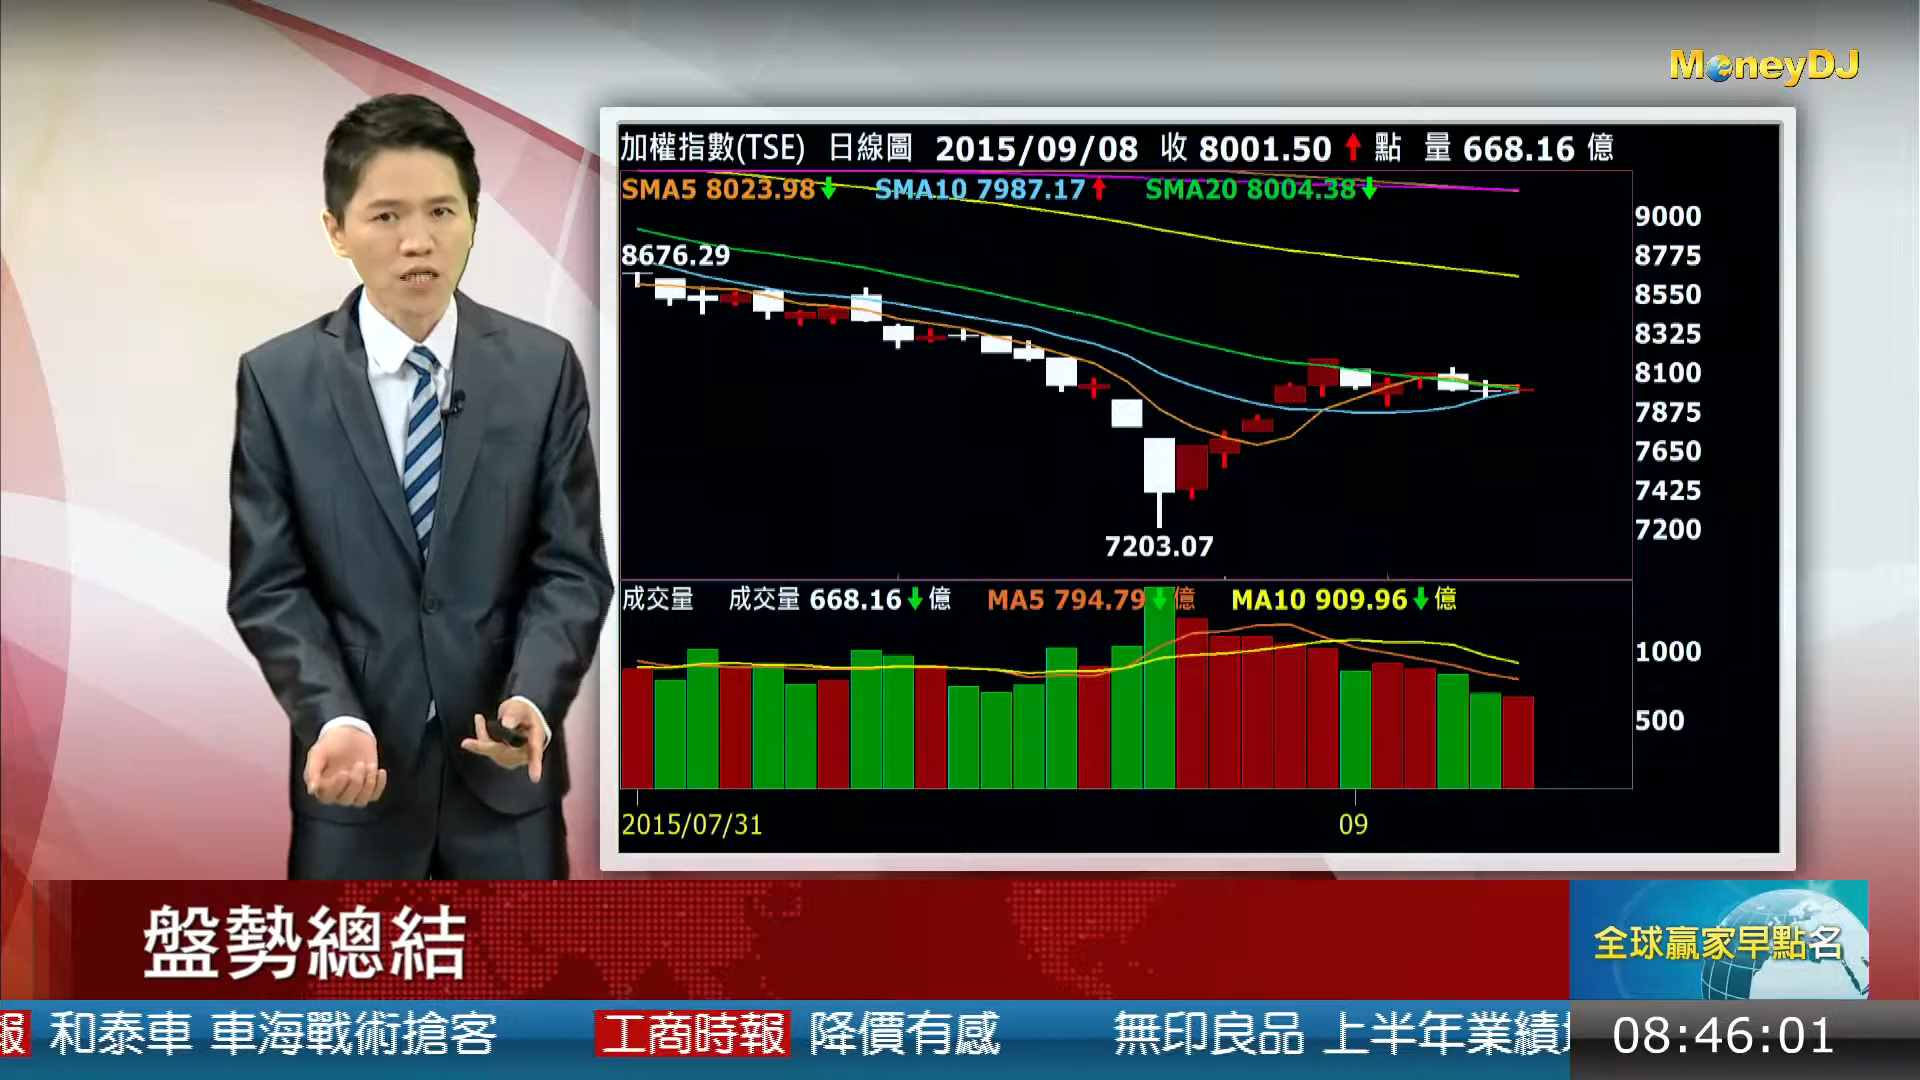 MoneyDJ
加權指數(TSE) 日線圖 2015/09/08 收 8001.50 ↑ 點 量 668.16 億
SMA5 8023.98↓ SMA10 7987.17↑ SMA20 8004.38↓
9000
8676.29
8775
8550
8325
8100
7875
7650
7425
7200
7203.07
成交量 成交量 668.16↓億 MA5 794.79↓億 MA10 909.96↓億
1000
500
2015/07/31 09
盤勢總結
全球贏家早點名
報 和泰車 車海戰術搶客 工商時報 降價有感 無印良品 上半年業績
08:46:01